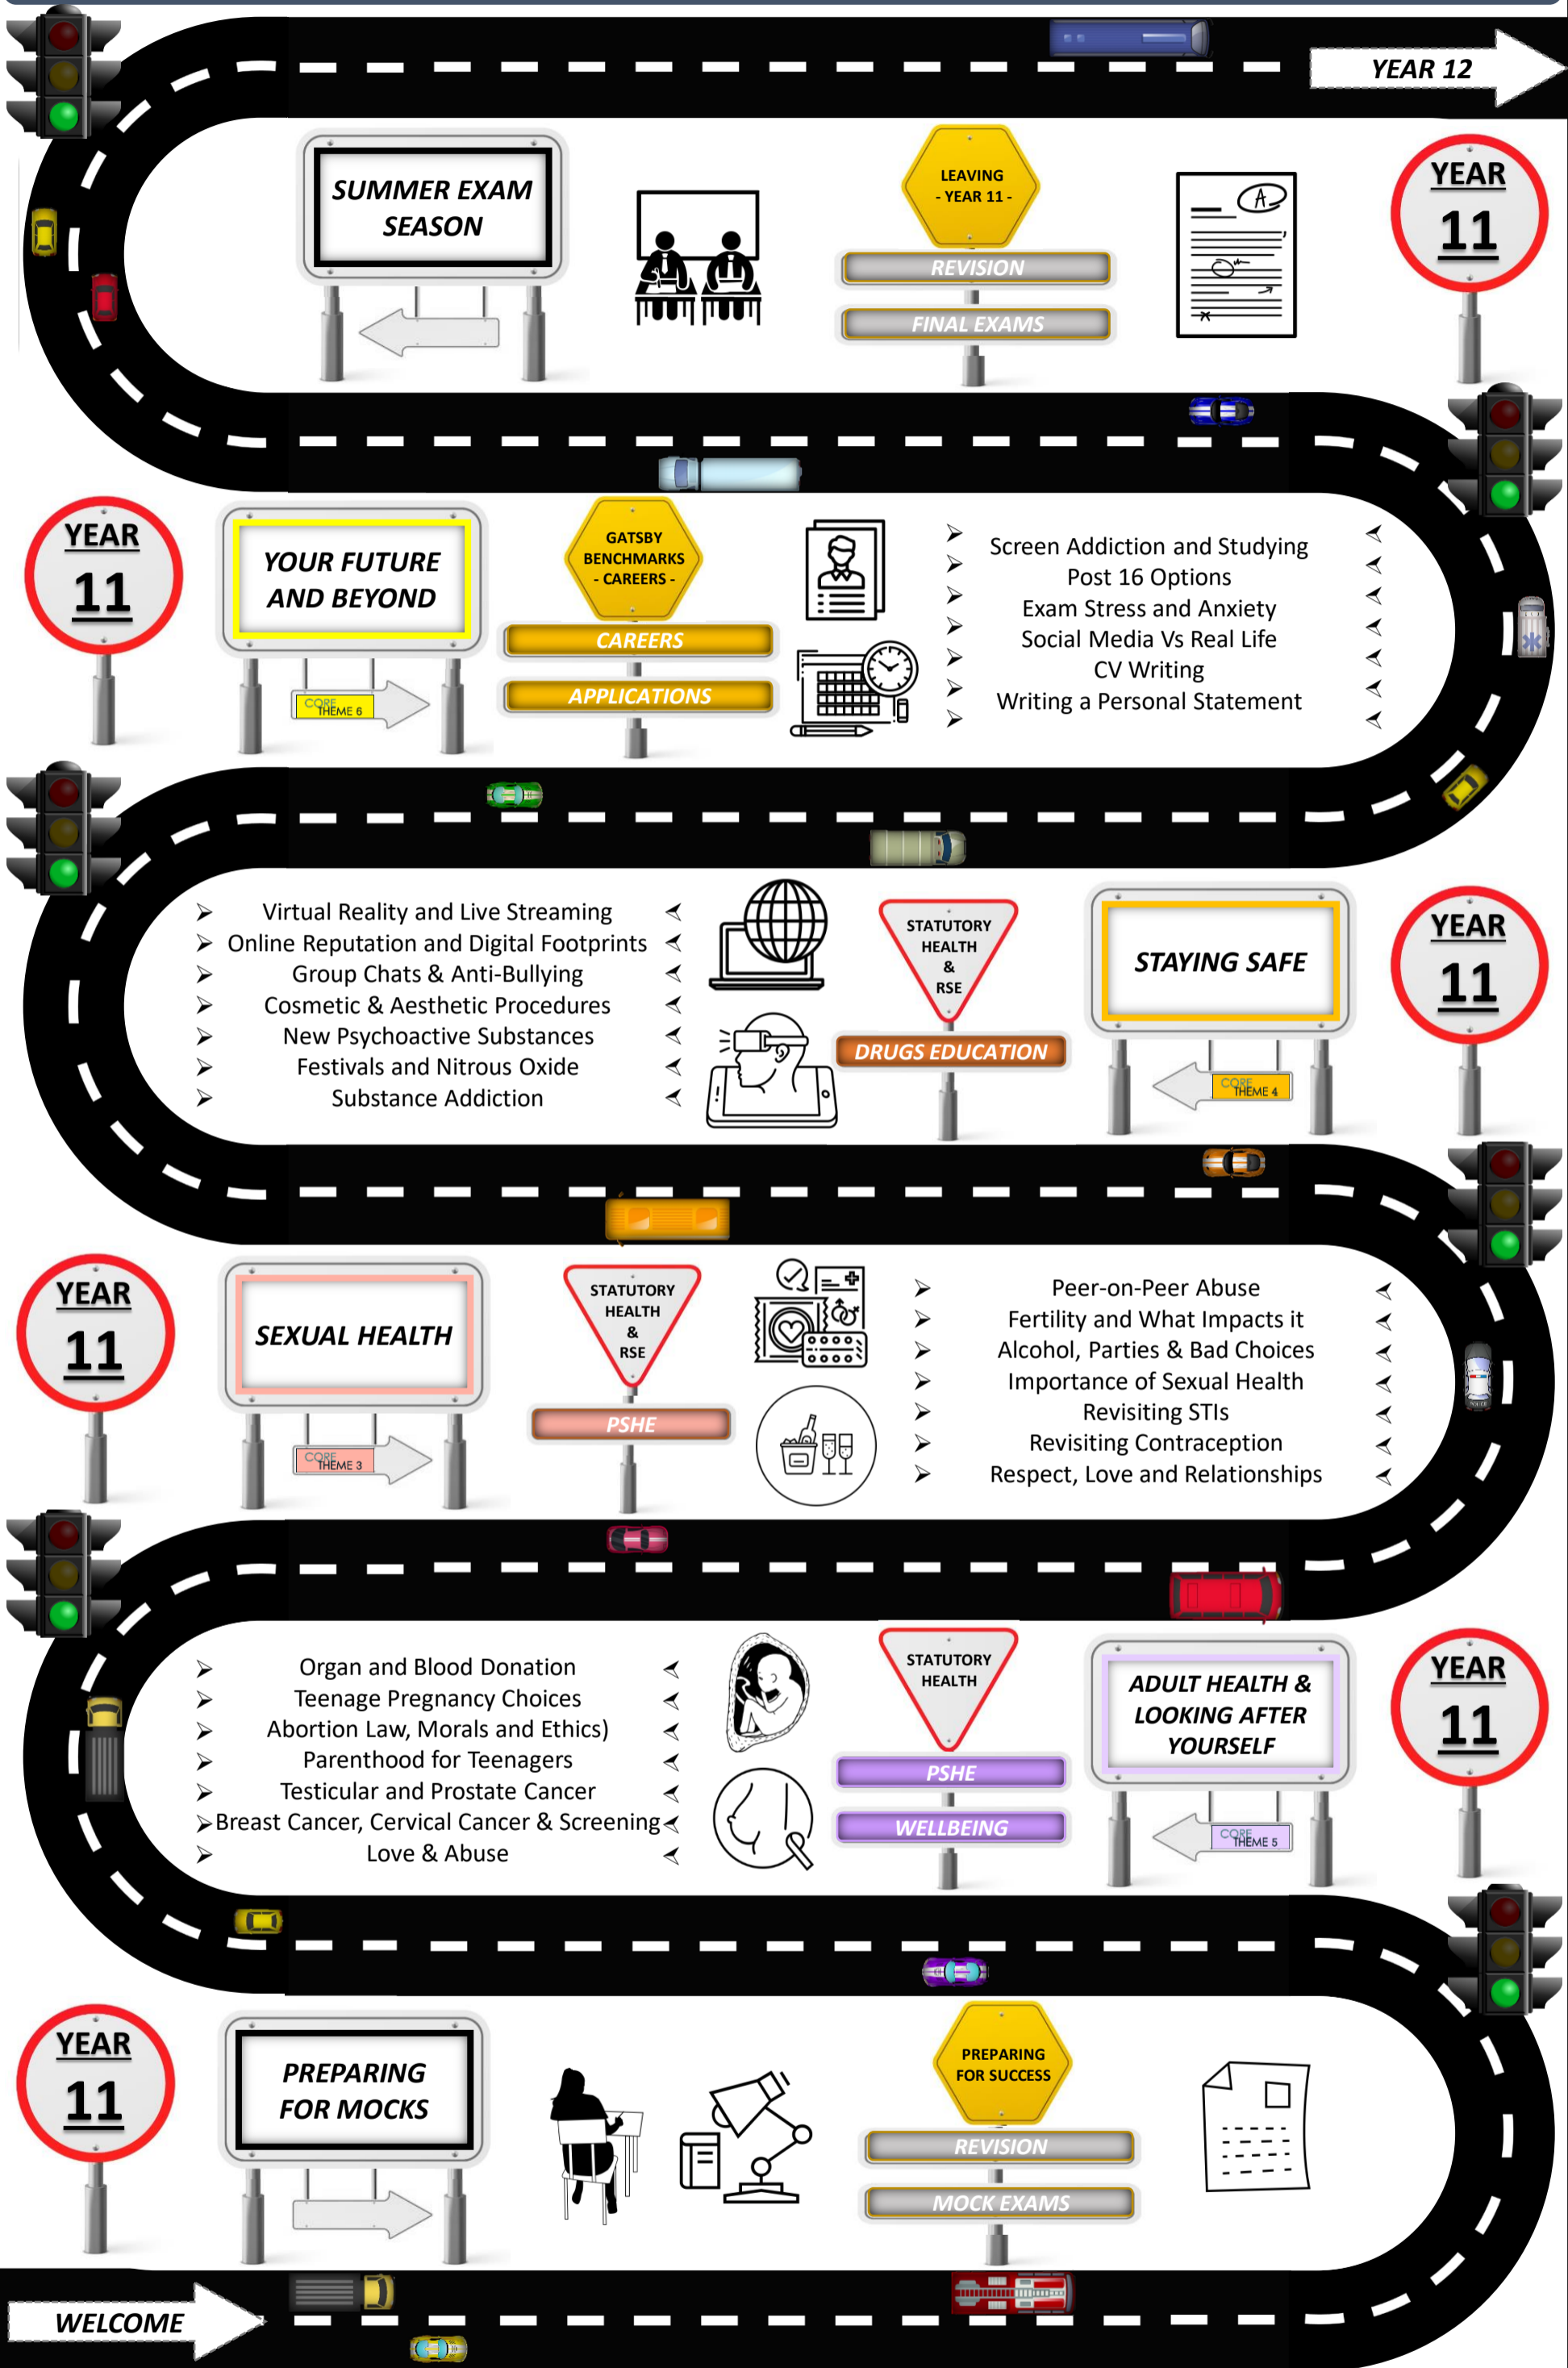 YEAR 12
SUMMER EXAM
SEASON
LEAVING
- YEAR 11 -
REVISION
FINAL EXAMS
A
YEAR
11
YEAR
11
YOUR FUTURE
AND BEYOND
CORE
THEME 6
GATSBY
BENCHMARKS
- CAREERS -
CAREERS
APPLICATIONS
Screen Addiction and Studying
Post 16 Options
Exam Stress and Anxiety
Social Media Vs Real Life
CV Writing
Writing a Personal Statement
Virtual Reality and Live Streaming
Online Reputation and Digital Footprints
Group Chats & Anti-Bullying
Cosmetic & Aesthetic Procedures
New Psychoactive Substances
Festivals and Nitrous Oxide
Substance Addiction
STATUTORY
HEALTH
&
RSE
DRUGS EDUCATION
STAYING SAFE
CORE
THEME 4
YEAR
11
YEAR
11
SEXUAL HEALTH
CORE
THEME 3
STATUTORY
HEALTH
&
RSE
PSHE
Peer-on-Peer Abuse
Fertility and What Impacts it
Alcohol, Parties & Bad Choices
Importance of Sexual Health
Revisiting STIs
Revisiting Contraception
Respect, Love and Relationships
Organ and Blood Donation
Teenage Pregnancy Choices
Abortion Law, Morals and Ethics)
Parenthood for Teenagers
Testicular and Prostate Cancer
Breast Cancer, Cervical Cancer & Screening
Love & Abuse
STATUTORY
HEALTH
PSHE
WELLBEING
ADULT HEALTH &
LOOKING AFTER
YOURSELF
CORE
THEME 5
YEAR
11
YEAR
11
PREPARING
FOR MOCKS
PREPARING
FOR SUCCESS
REVISION
MOCK EXAMS
WELCOME